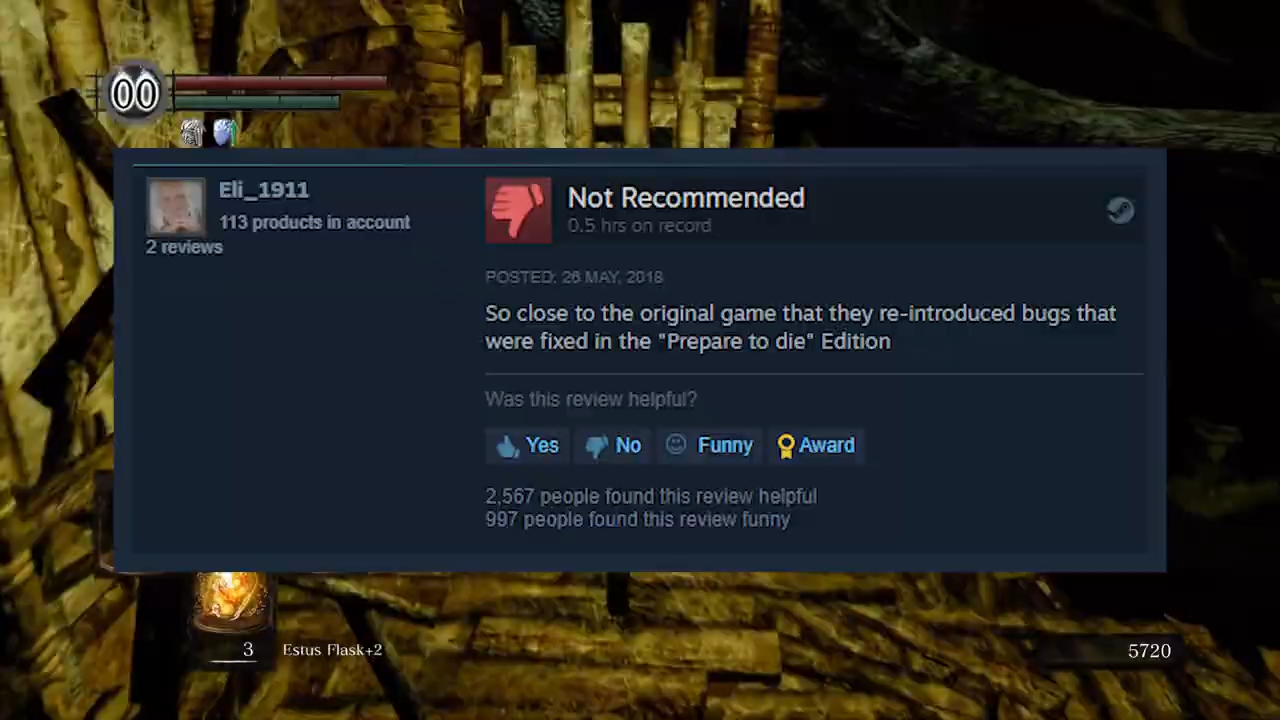 00
Eli_1911
113 products in account
2 reviews
Not Recommended
0.5 hrs on record
POSTED: 26 MAY, 2018
So close to the original game that they re-introduced bugs that
were fixed in the "Prepare to die" Edition
Was this review helpful?
Yes No Funny Award
2,567 people found this review helpful
997 people found this review funny
3 Estus Flask+2 5720